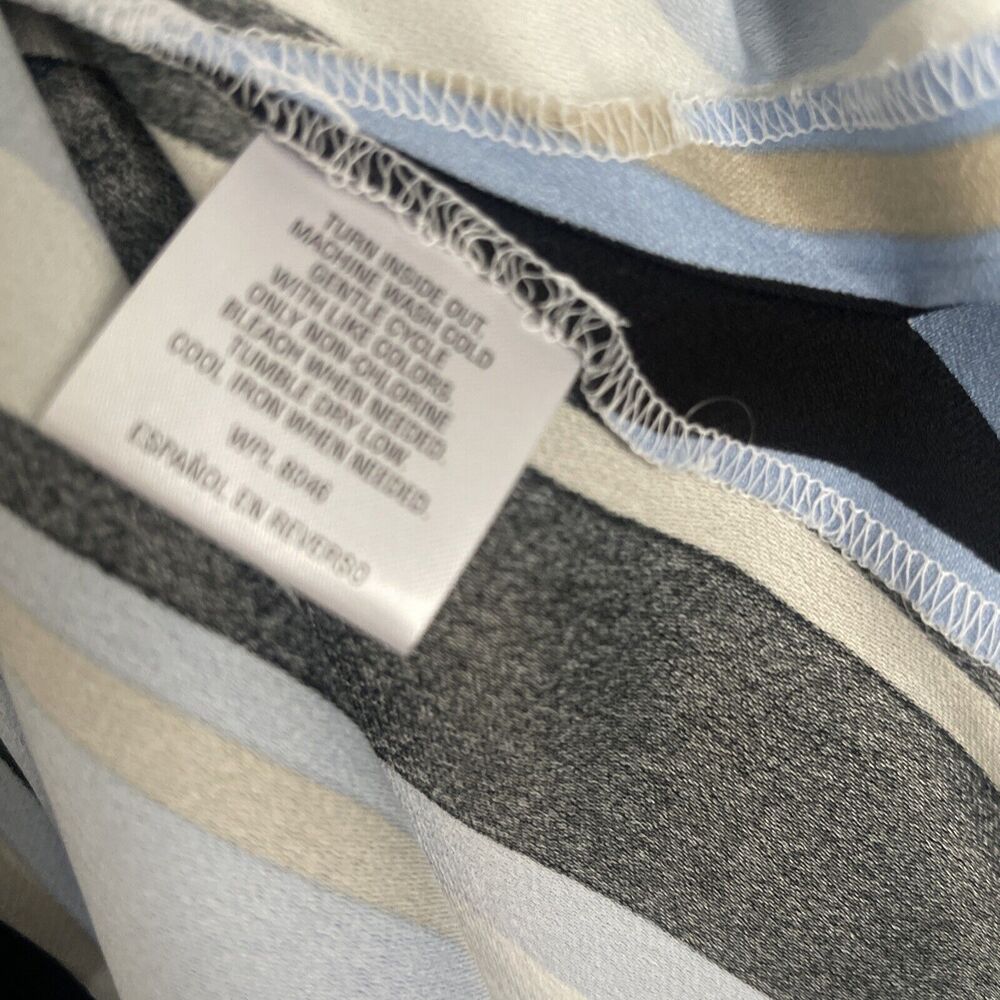 TURN INSIDE OUT.
MACHINE WASH COLD
GENTLE CYCLE
WITH LIKE COLORS.
ONLY NON-CHLORINE
BLEACH WHEN NEEDED.
TUMBLE DRY LOW.
COOL IRON WHEN NEEDED.
WPL 8046
ESPAÑOL EN REVERSO